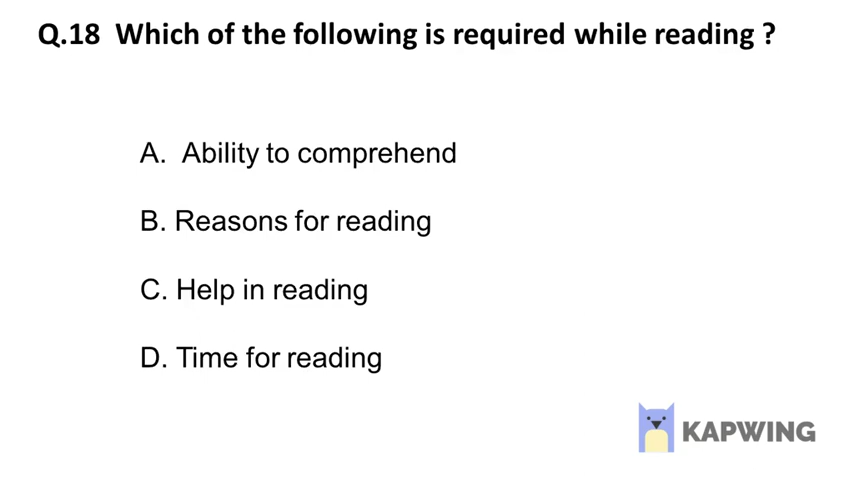 Q.18 Which of the following is required while reading ?
A. Ability to comprehend
B. Reasons for reading
C. Help in reading
D. Time for reading
KAPWING